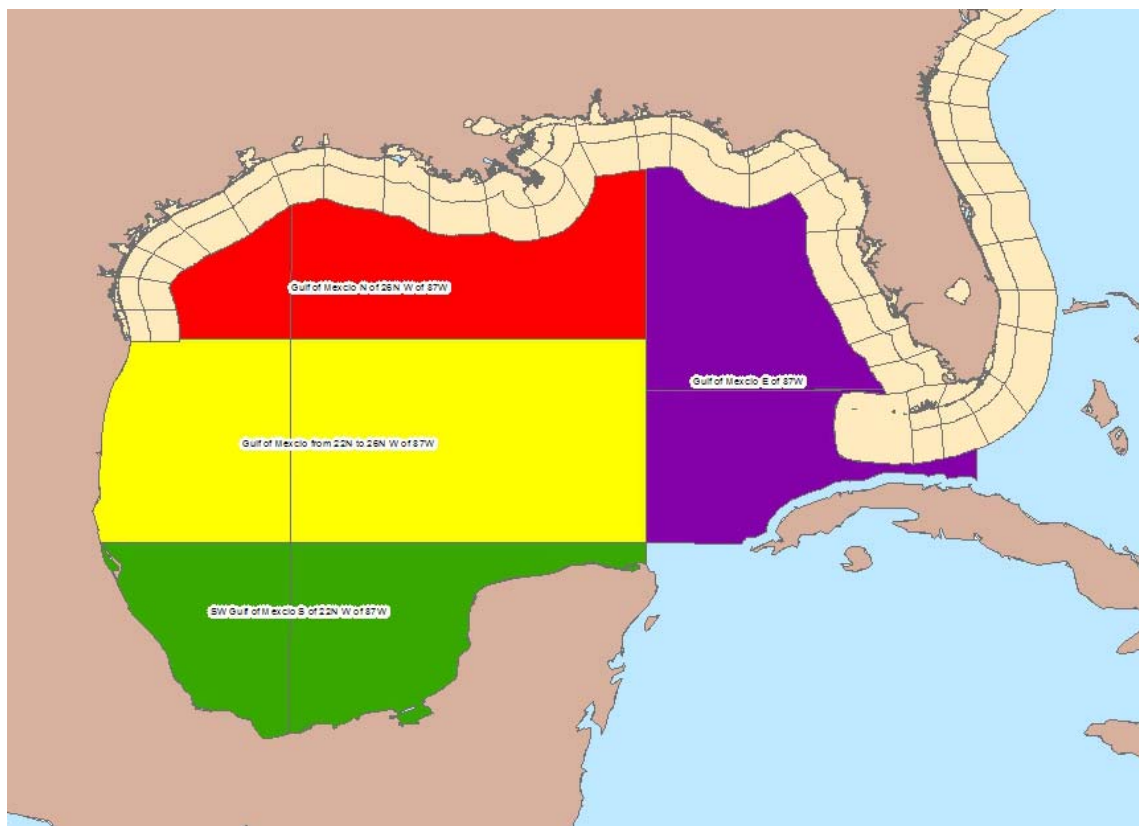 Gulf of Mexcio N of 26N W of 87W
Gulf of Mexcio E of 87W
Gulf of Mexcio from 22N to 26N W of 87W
SW Gulf of Mexcio S of 22N W of 87W